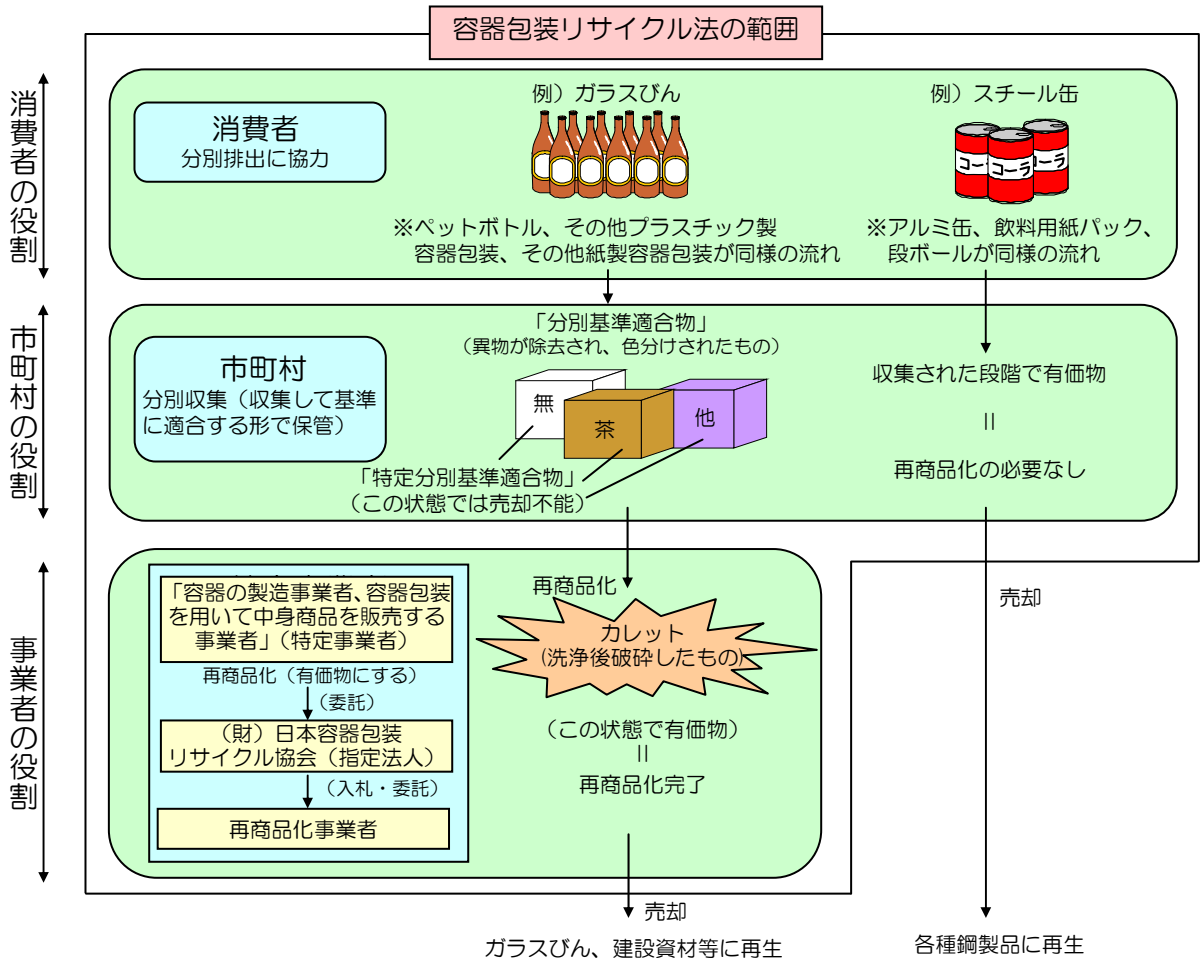 容器包装リサイクル法の範囲
消費者の役割
消費者
分別排出に協力
例）ガラスびん
※ペットボトル、その他プラスチック製
容器包装、その他紙製容器包装が同様の流れ
例）スチール缶
コーラ
コーラ
コーラ
※アルミ缶、飲料用紙パック、
段ボールが同様の流れ
市町村の役割
市町村
分別収集（収集して基準
に適合する形で保管）
「分別基準適合物」
（異物が除去され、色分けされたもの）
無
茶
他
「特定分別基準適合物」
（この状態では売却不能）
収集された段階で有価物
＝
再商品化の必要なし
事業者の役割
「容器の製造事業者、容器包装
を用いて中身商品を販売する
事業者」（特定事業者）
再商品化（有価物にする）
（委託）
（財）日本容器包装
リサイクル協会（指定法人）
（入札・委託）
再商品化事業者
再商品化
カレット
(洗浄後破砕したもの)
（この状態で有価物）
＝
再商品化完了
売却
ガラスびん、建設資材等に再生
売却
各種鋼製品に再生